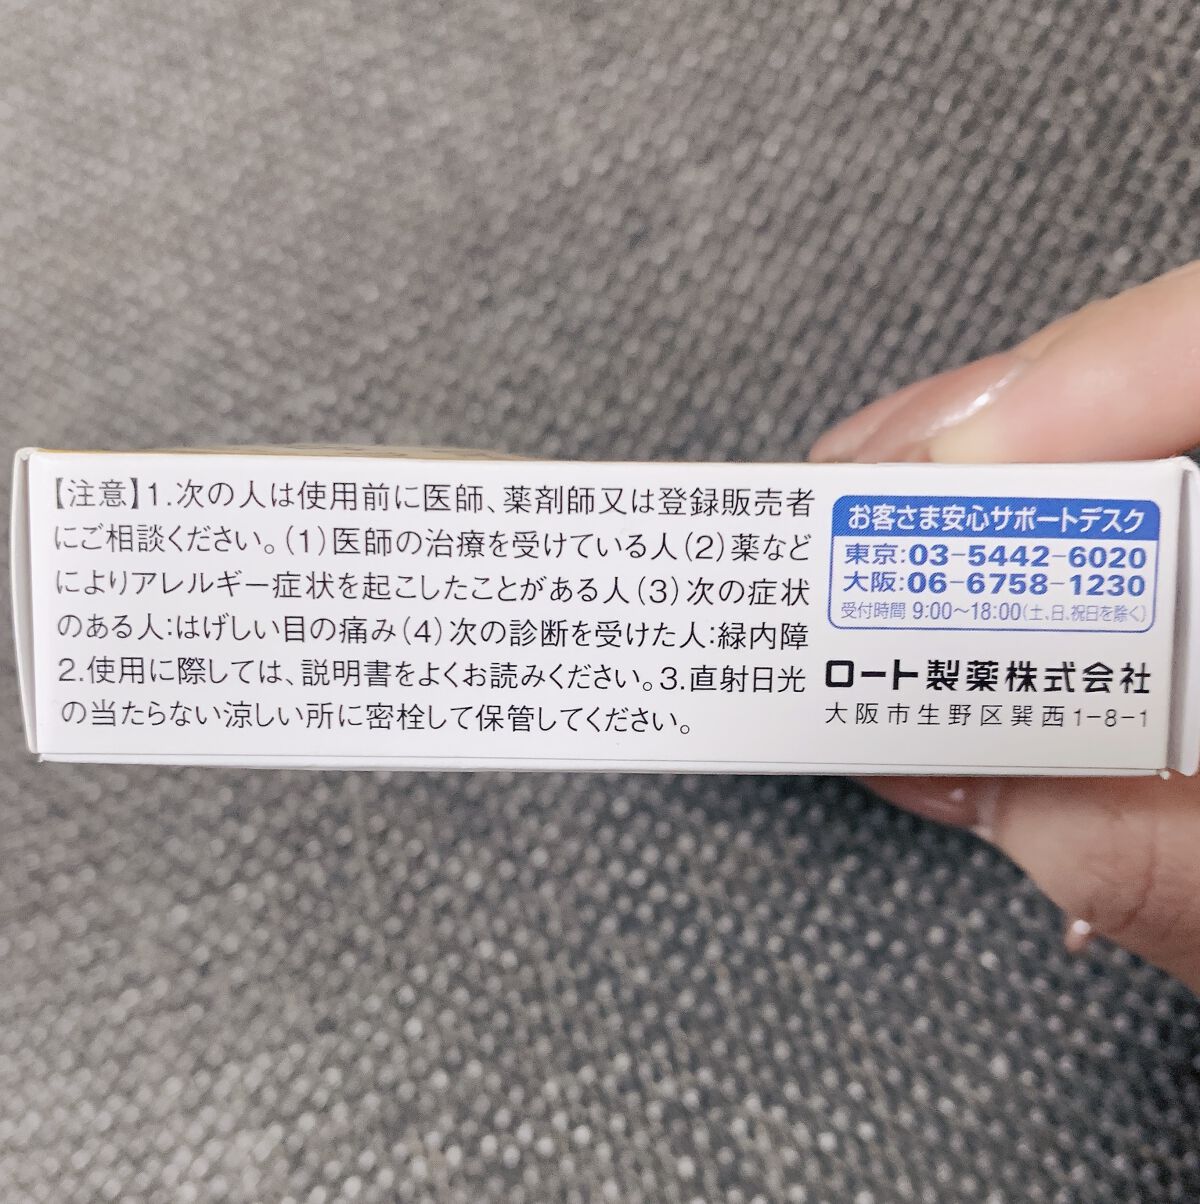 【注意】1.次の人は使用前に医師、薬剤師又は登録販売者
にご相談ください。(1)医師の治療を受けている人(2)薬など
によりアレルギー症状を起こしたことがある人(3)次の症状
のある人:はげしい目の痛み(4)次の診断を受けた人:緑内障
2.使用に際しては、説明書をよくお読みください。3.直射日光
の当たらない涼しい所に密栓して保管してください。
お客さま安心サポートデスク
東京:03-5442-6020
大阪:06-6758-1230
受付時間 9:00〜18:00(土、日、祝日を除く)
ロート製薬株式会社
大阪市生野区巽西1-8-1